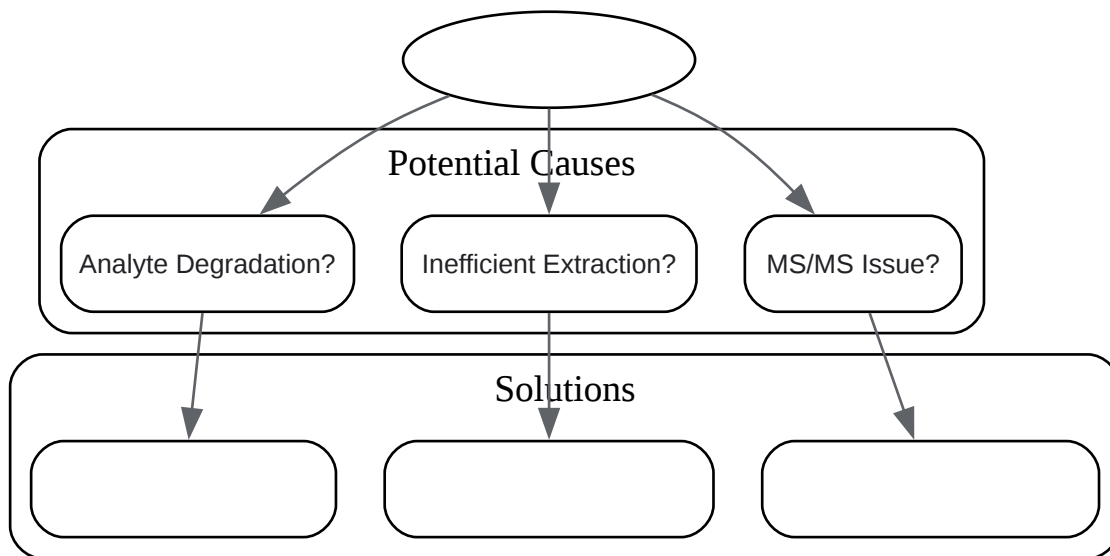 Potential Causes
Analyte Degradation?
Inefficient Extraction?
MS/MS Issue?
Solutions